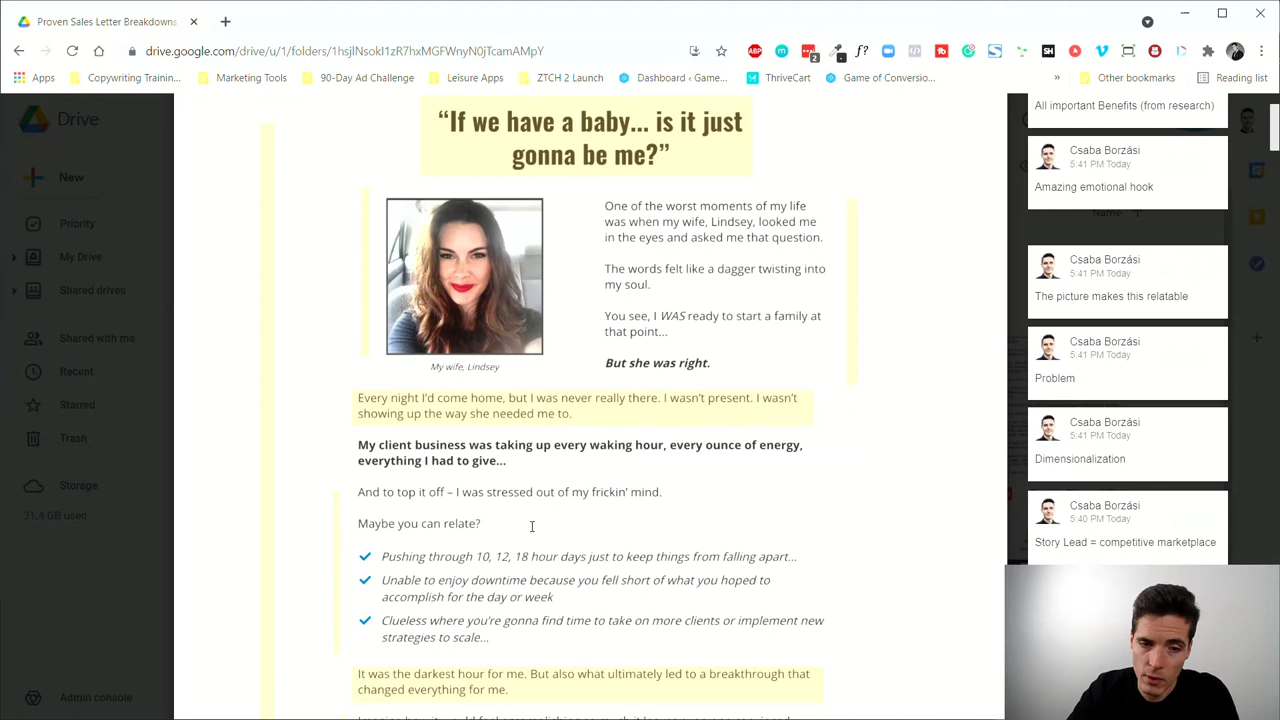 Proven Sales Letter Breakdowns
drive.google.com/drive/u/1/folders/1hsjlNsokI1zR7hxMGFWnyN0jTcamAMpY
Apps
Copywriting Trainin...
Marketing Tools
90-Day Ad Challenge
Leisure Apps
ZTCH 2 Launch
Dashboard ‹ Game...
ThriveCart
Game of Conversio...
»
Other bookmarks
Reading list
Drive
New
Priority
My Drive
Shared drives
Shared with me
Recent
Starred
Trash
Storage
31.4 GB used
Admin console
“If we have a baby... is it just
gonna be me?”
My wife, Lindsey
One of the worst moments of my life
was when my wife, Lindsey, looked me
in the eyes and asked me that question.
The words felt like a dagger twisting into
my soul.
You see, I WAS ready to start a family at
that point...
But she was right.
Every night I’d come home, but I was never really there. I wasn’t present. I wasn’t
showing up the way she needed me to.
My client business was taking up every waking hour, every ounce of energy,
everything I had to give...
And to top it off – I was stressed out of my frickin’ mind.
Maybe you can relate?
Pushing through 10, 12, 18 hour days just to keep things from falling apart...
Unable to enjoy downtime because you fell short of what you hoped to
accomplish for the day or week
Clueless where you’re gonna find time to take on more clients or implement new
strategies to scale...
It was the darkest hour for me. But also what ultimately led to a breakthrough that
changed everything for me.
All important Benefits (from research)
Csaba Borzási
5:41 PM Today
Amazing emotional hook
Name
Csaba Borzási
5:41 PM Today
The picture makes this relatable
Csaba Borzási
5:41 PM Today
Problem
Csaba Borzási
5:41 PM Today
Dimensionalization
Csaba Borzási
5:40 PM Today
Story Lead = competitive marketplace